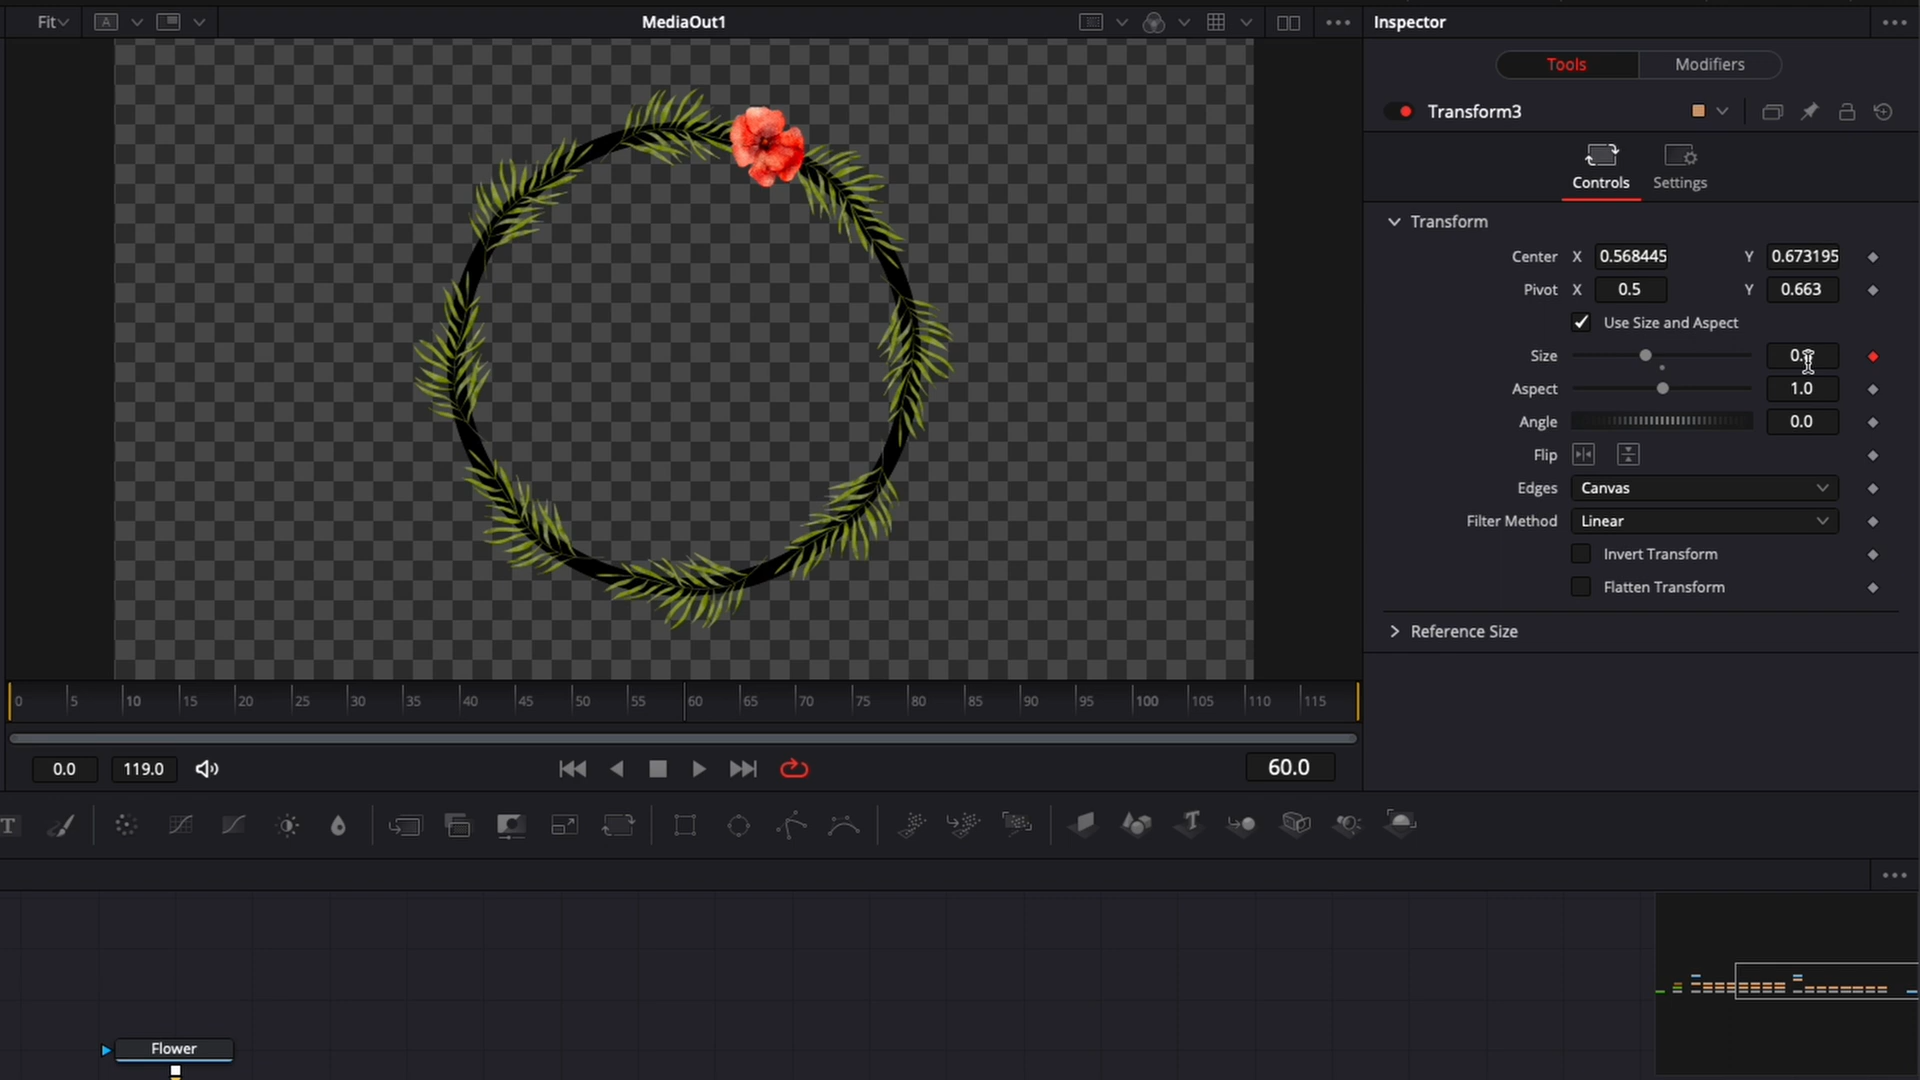 Fit A MediaOut1 Inspector
Tools Modifiers
Transform3
Controls Settings
Transform
Center X 0.568445 Y 0.673195
Pivot X 0.5 Y 0.663
Use Size and Aspect
Size
Aspect 1.0
Angle 0.0
Flip
Edges Canvas
Filter Method Linear
Invert Transform
Flatten Transform
Reference Size
0 5 10 15 20 25 30 35 40 45 50 55 60 65 70 75 80 85 90 95 100 105 110 115
0.0 119.0 60.0
T T
Flower